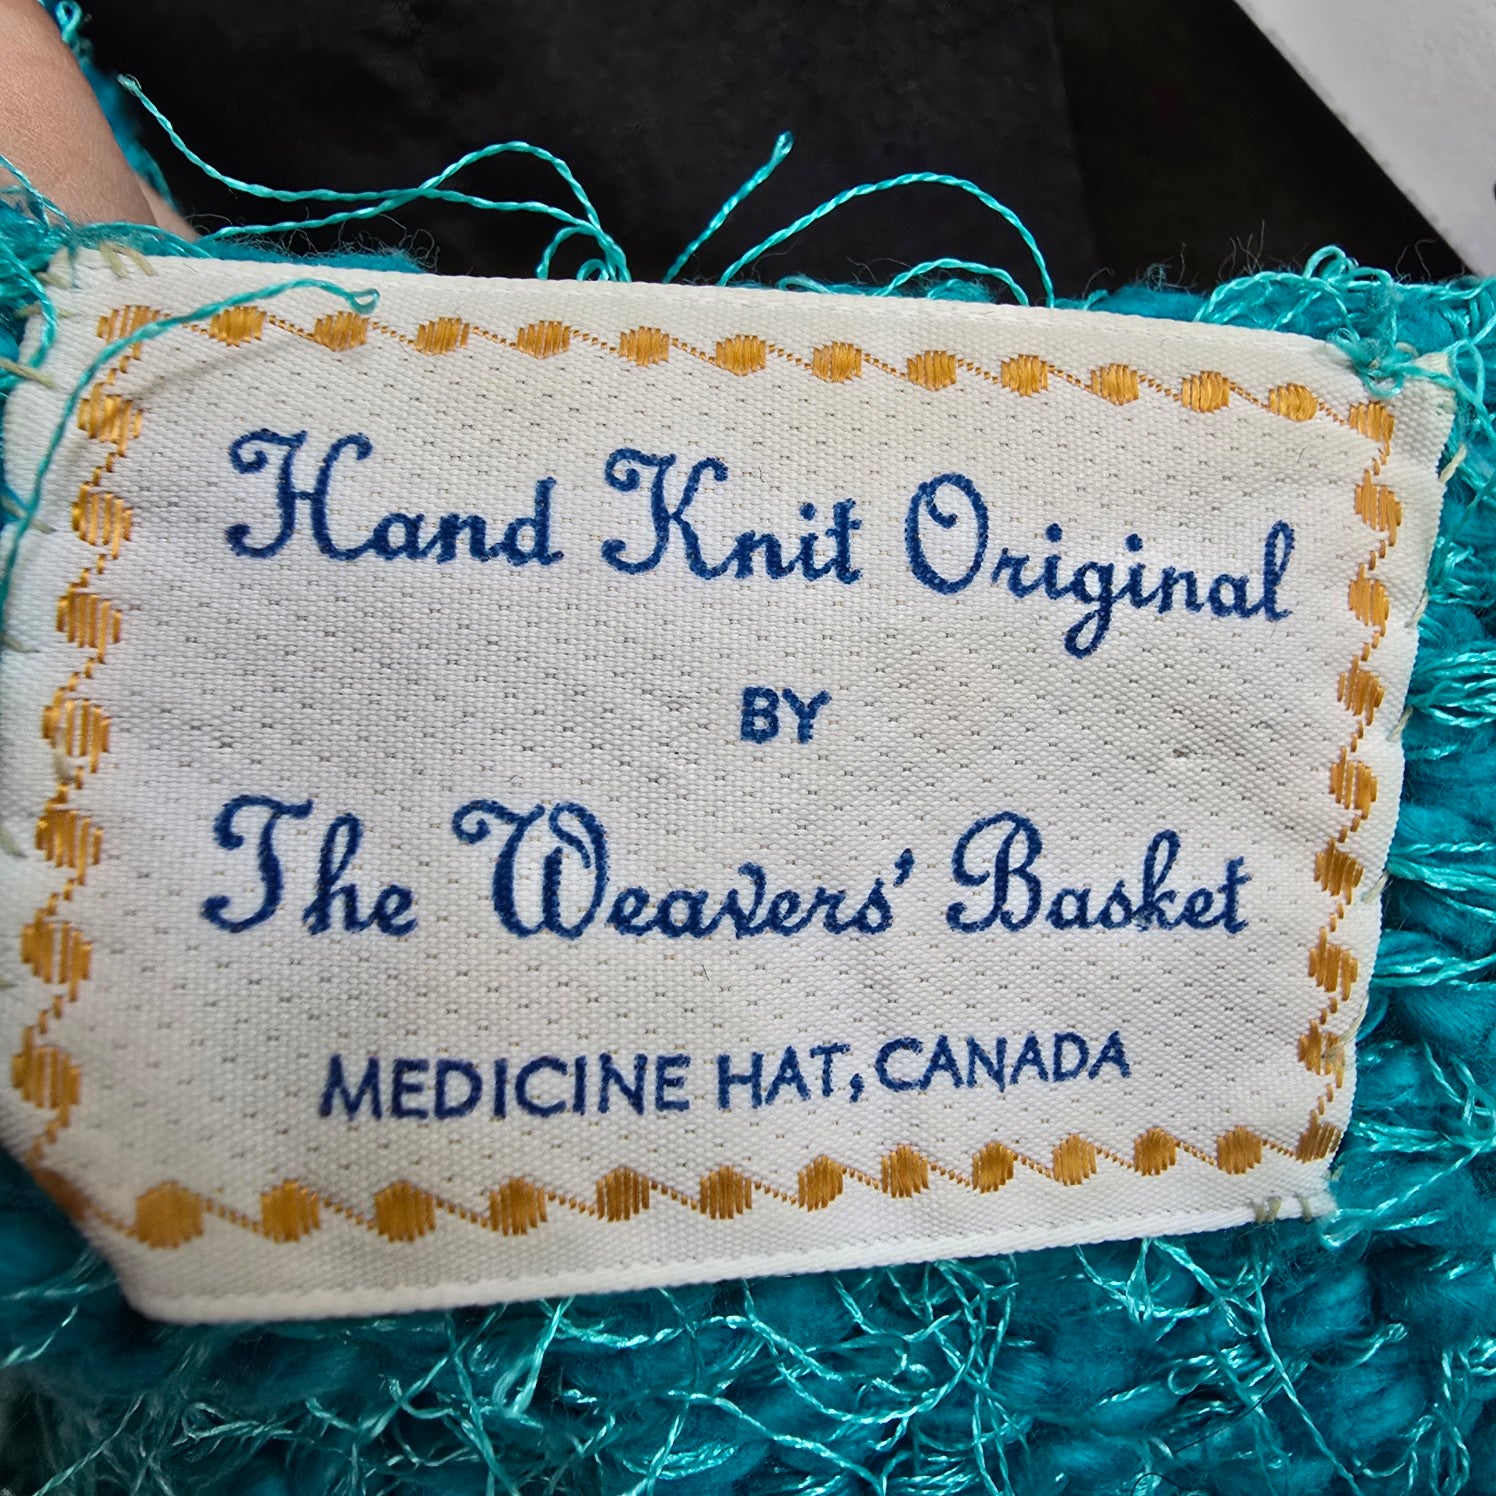 Hand Knit Original
BY
The Weavers' Basket
MEDICINE HAT, CANADA